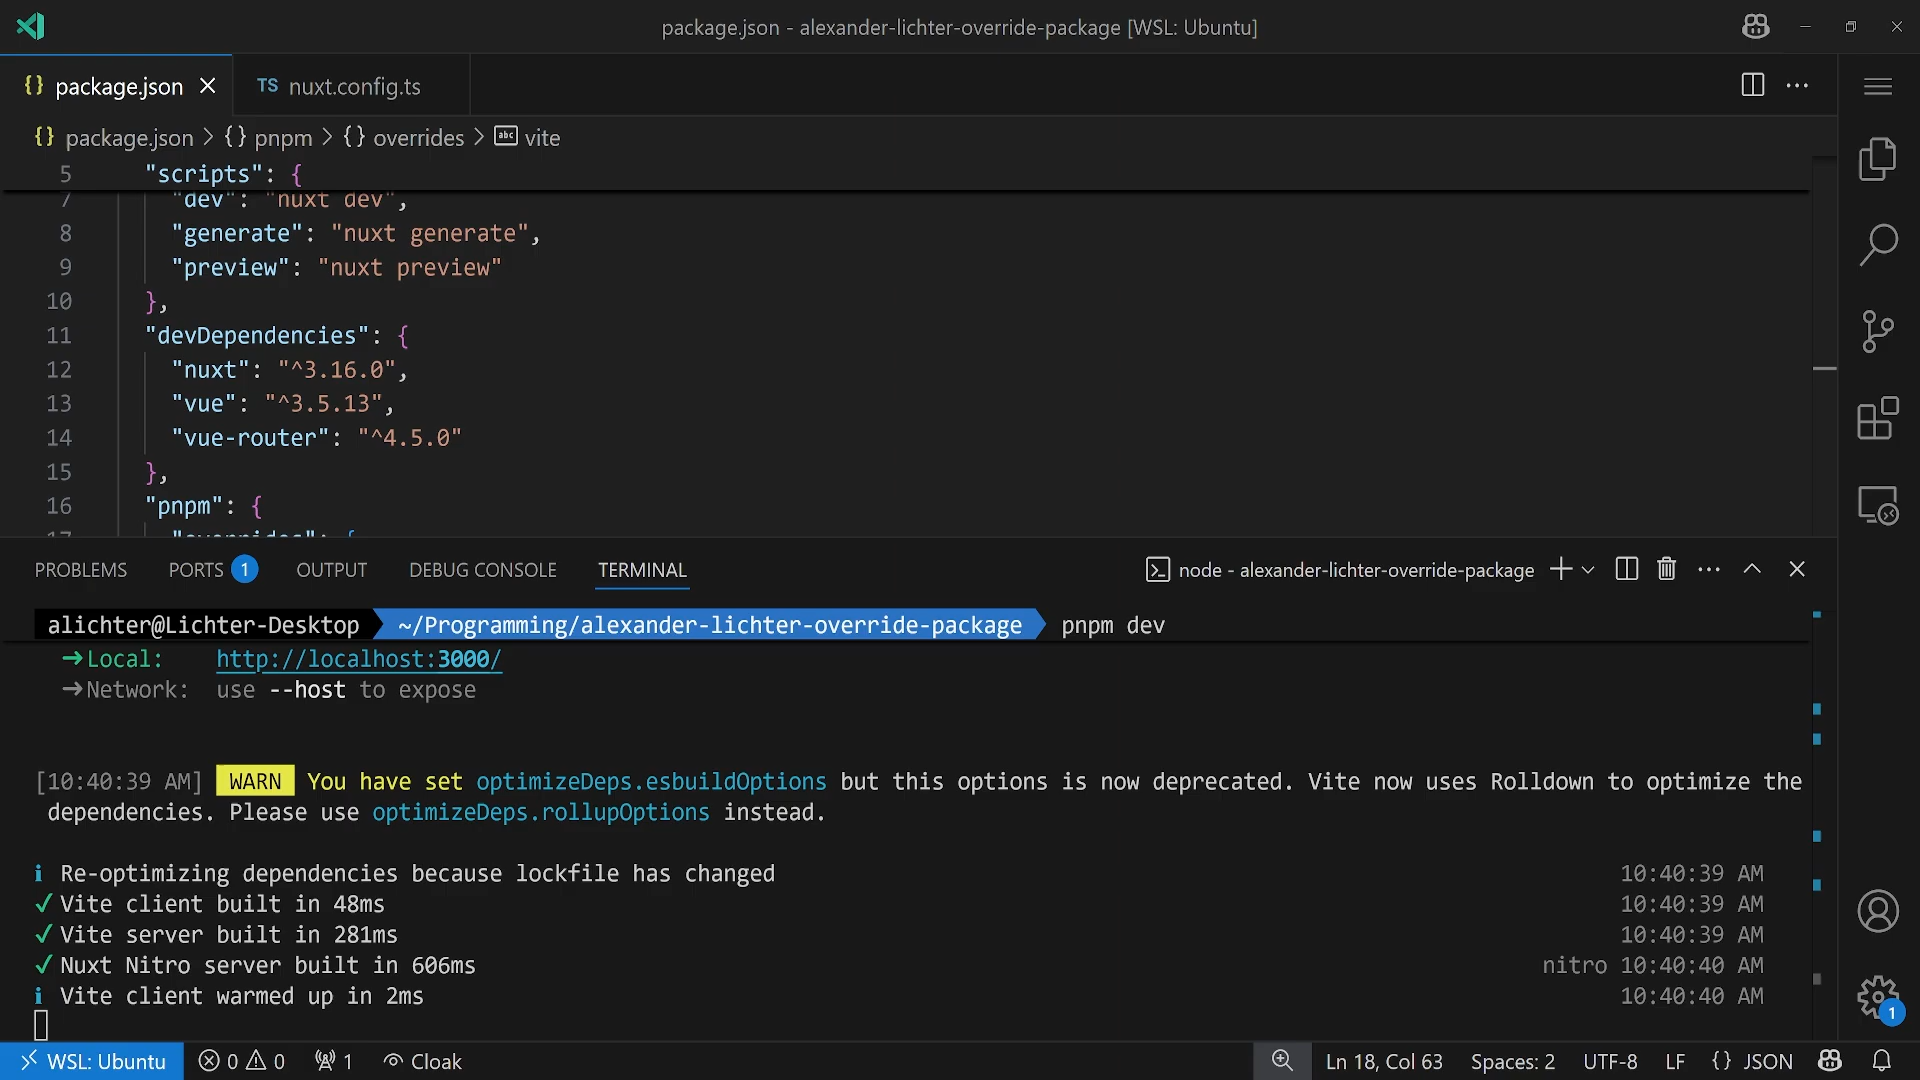 package.json - alexander-lichter-override-package [WSL: Ubuntu]
{} package.json TS nuxt.config.ts
{} package.json > {} pnpm > {} overrides > abc vite
5 "scripts": {
7 "dev": "nuxt dev",
8 "generate": "nuxt generate",
9 "preview": "nuxt preview"
10 },
11 "devDependencies": {
12 "nuxt": "^3.16.0",
13 "vue": "^3.5.13",
14 "vue-router": "^4.5.0"
15 },
16 "pnpm": {
17 "overrides": {
PROBLEMS PORTS 1 OUTPUT DEBUG CONSOLE TERMINAL node - alexander-lichter-override-package
alichter@Lichter-Desktop ~/Programming/alexander-lichter-override-package pnpm dev
➜Local: http://localhost:3000/
➜Network: use --host to expose
[10:40:39 AM] WARN You have set optimizeDeps.esbuildOptions but this options is now deprecated. Vite now uses Rolldown to optimize the
dependencies. Please use optimizeDeps.rollupOptions instead.
ℹ Re-optimizing dependencies because lockfile has changed 10:40:39 AM
✓ Vite client built in 48ms 10:40:39 AM
✓ Vite server built in 281ms 10:40:39 AM
✓ Nuxt Nitro server built in 606ms nitro 10:40:40 AM
ℹ Vite client warmed up in 2ms 10:40:40 AM
1
WSL: Ubuntu 0 0 1 Cloak Ln 18, Col 63 Spaces: 2 UTF-8 LF {} JSON